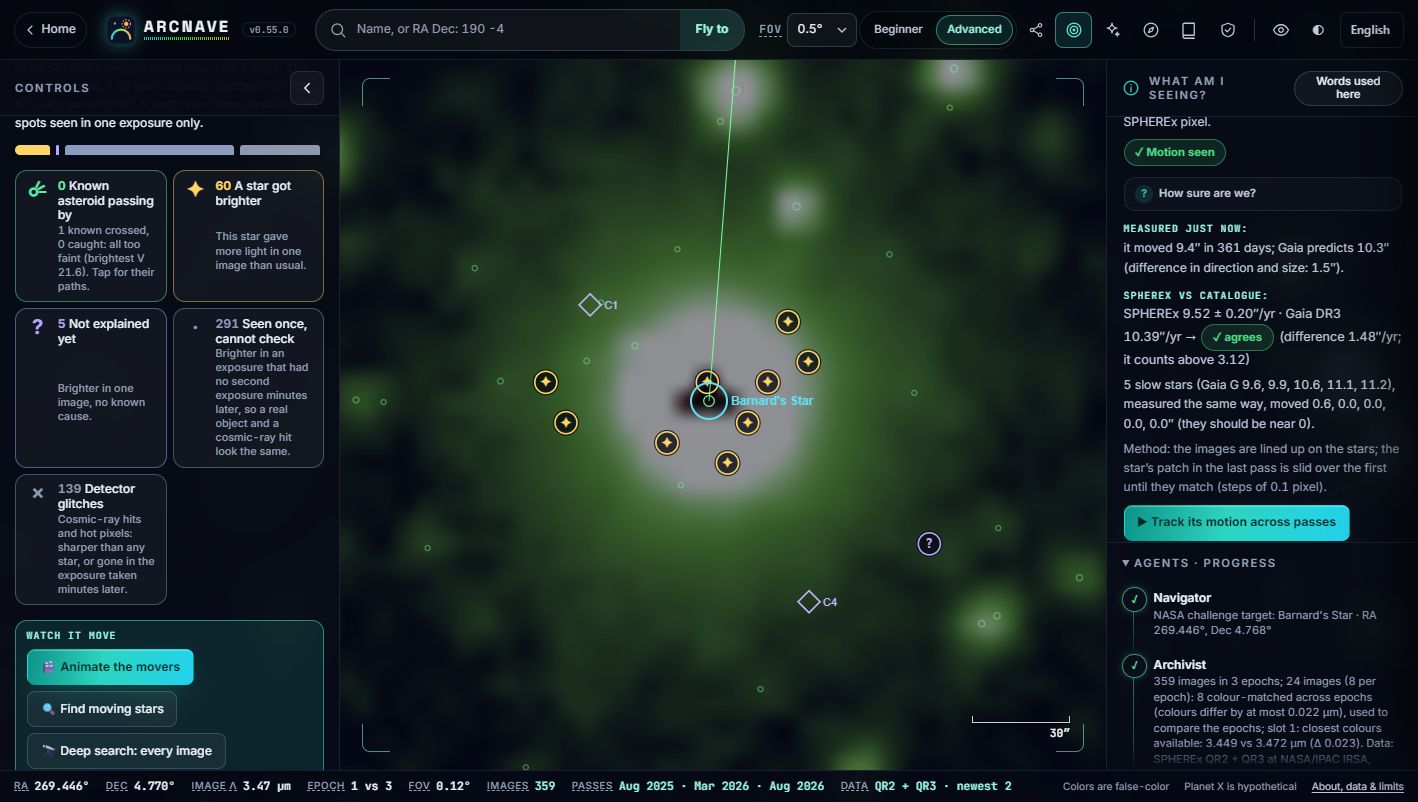 Home
ARCNAVE
v0.55.0
Name, or RA Dec: 190 -4
Fly to
FOV
0.5°
Beginner
Advanced
English
CONTROLS
spots seen in one exposure only.
0 Known
asteroid passing
by
1 known crossed,
0 caught: all too
faint (brightest V
21.6). Tap for their
paths.
60 A star got
brighter
This star gave
more light in one
image than usual.
? 5 Not explained
yet
Brighter in one
image, no known
cause.
291 Seen once,
cannot check
Brighter in an
exposure that had
no second
exposure minutes
later, so a real
object and a
cosmic-ray hit
look the same.
139 Detector
glitches
Cosmic-ray hits
and hot pixels:
sharper than any
star, or gone in the
exposure taken
minutes later.
WATCH IT MOVE
Animate the movers
Find moving stars
Deep search: every image
C1
Barnard's Star
?
C4
30″
WHAT AM I
SEEING?
Words used
here
SPHEREx pixel.
✓ Motion seen
? How sure are we?
MEASURED JUST NOW:
it moved 9.4″ in 361 days; Gaia predicts 10.3″
(difference in direction and size: 1.5″).
SPHEREX VS CATALOGUE:
SPHEREx 9.52 ± 0.20″/yr · Gaia DR3
10.39″/yr → ✓ agrees (difference 1.48″/yr;
it counts above 3.12)
5 slow stars (Gaia G 9.6, 9.9, 10.6, 11.1, 11.2),
measured the same way, moved 0.6, 0.0, 0.0,
0.0, 0.0″ (they should be near 0).
Method: the images are lined up on the stars; the
star's patch in the last pass is slid over the first
until they match (steps of 0.1 pixel).
▶ Track its motion across passes
▼ AGENTS · PROGRESS
✓ Navigator
NASA challenge target: Barnard's Star · RA
269.446°, Dec 4.768°
✓ Archivist
359 images in 3 epochs; 24 images (8 per
epoch): 8 colour-matched across epochs
(colours differ by at most 0.022 µm), used to
compare the epochs; slot 1: closest colours
available: 3.449 vs 3.472 µm (Δ 0.023). Data:
SPHEREx QR2 + QR3 at NASA/IPAC IRSA,
RA 269.446° DEC 4.770° IMAGE Λ 3.47 µm EPOCH 1 vs 3 FOV 0.12° IMAGES 359 PASSES Aug 2025 · Mar 2026 · Aug 2026 DATA QR2 + QR3 · newest 2 Colors are false-color Planet X is hypothetical About, data & limits